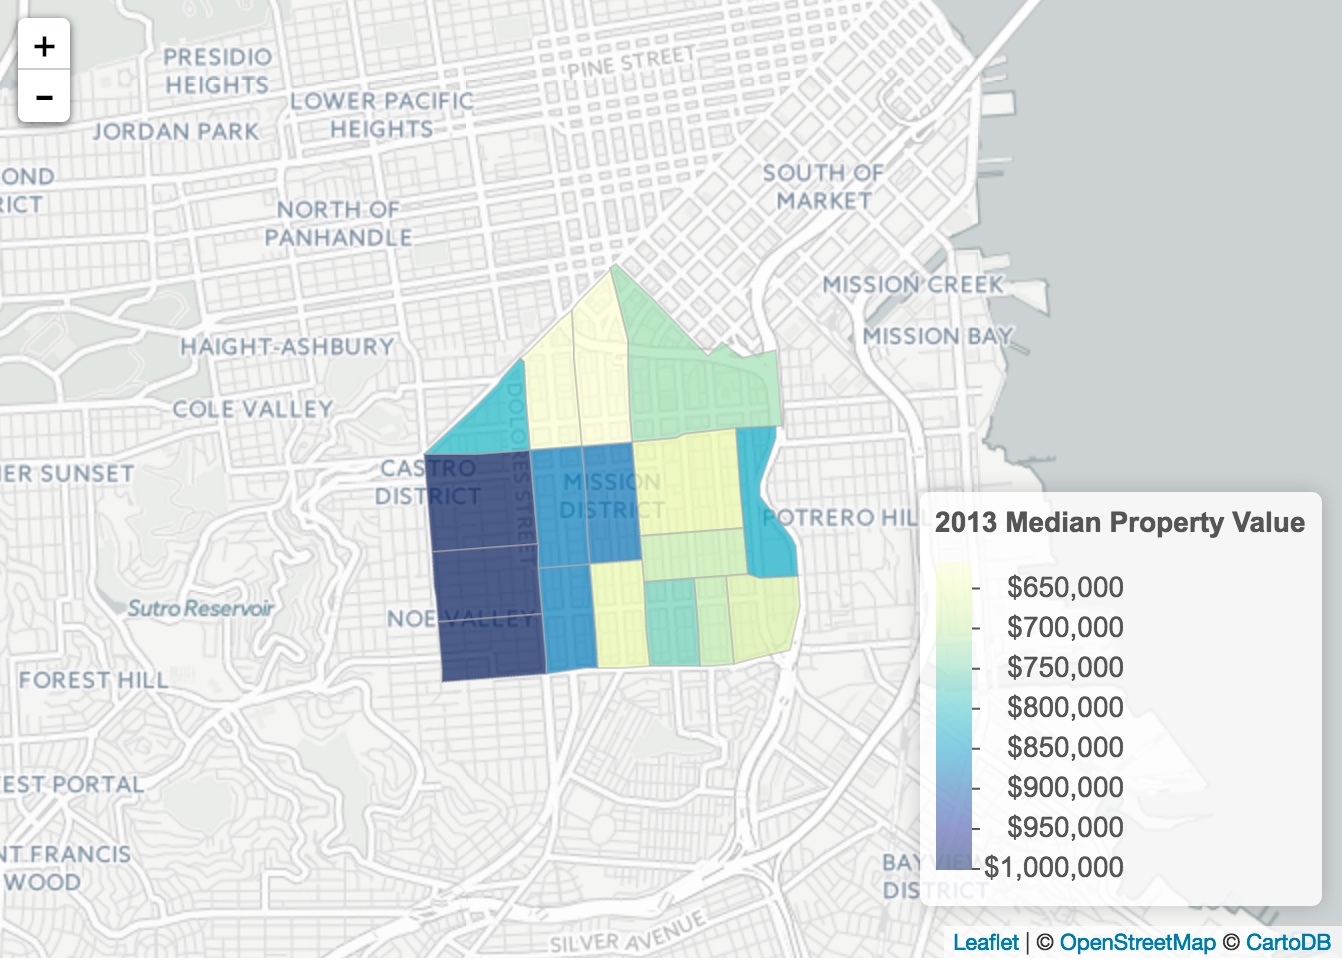 +
-
PRESIDIO
HEIGHTS
PINE STREET
LOWER PACIFIC
HEIGHTS
JORDAN PARK
OND
RICT
SOUTH OF
MARKET
NORTH OF
PANHANDLE
MISSION CREEK
MISSION BAY
HAIGHT-ASHBURY
COLE VALLEY
DOLORES STREET
ER SUNSET
CASTRO
DISTRICT
MISSION
DISTRICT
POTRERO HILL
2013 Median Property Value
$650,000
$700,000
$750,000
$800,000
$850,000
$900,000
$950,000
$1,000,000
Sutro Reservoir
NOE VALLEY
FOREST HILL
EST PORTAL
NT FRANCIS
WOOD
BAYVIEW
DISTRICT
SILVER AVENUE
Leaflet | © OpenStreetMap © CartoDB